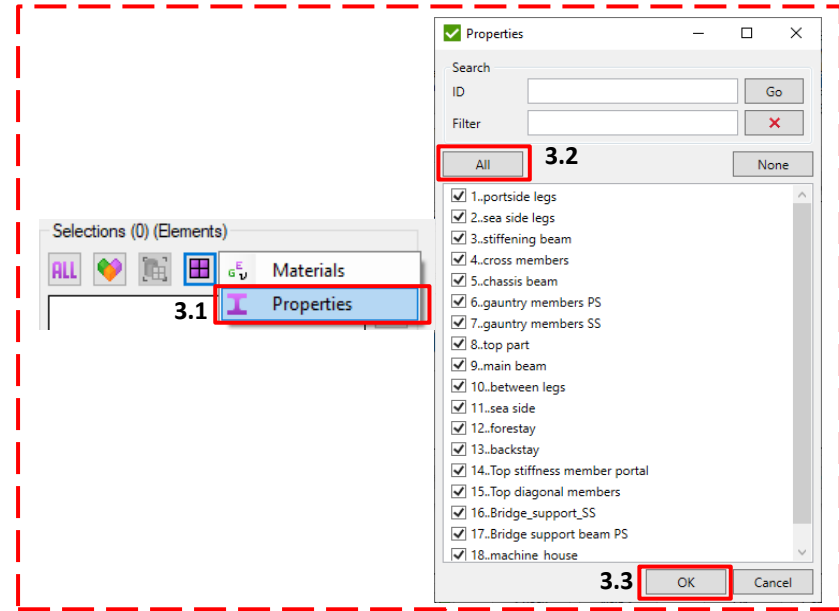 Properties
Search
ID
Go
Filter
All
3.2
None
1..portside legs
2..sea side legs
3..stiffening beam
4..cross members
5..chassis beam
6..gauntry members PS
7..gauntry members SS
8..top part
9..main beam
10..between legs
11..sea side
12..forestay
13..backstay
14..Top stiffness member portal
15..Top diagonal members
16..Bridge_support_SS
17..Bridge support beam PS
18..machine_house
3.3
OK
Cancel
Selections (0) (Elements)
ALL
G E ν Materials
3.1
Properties